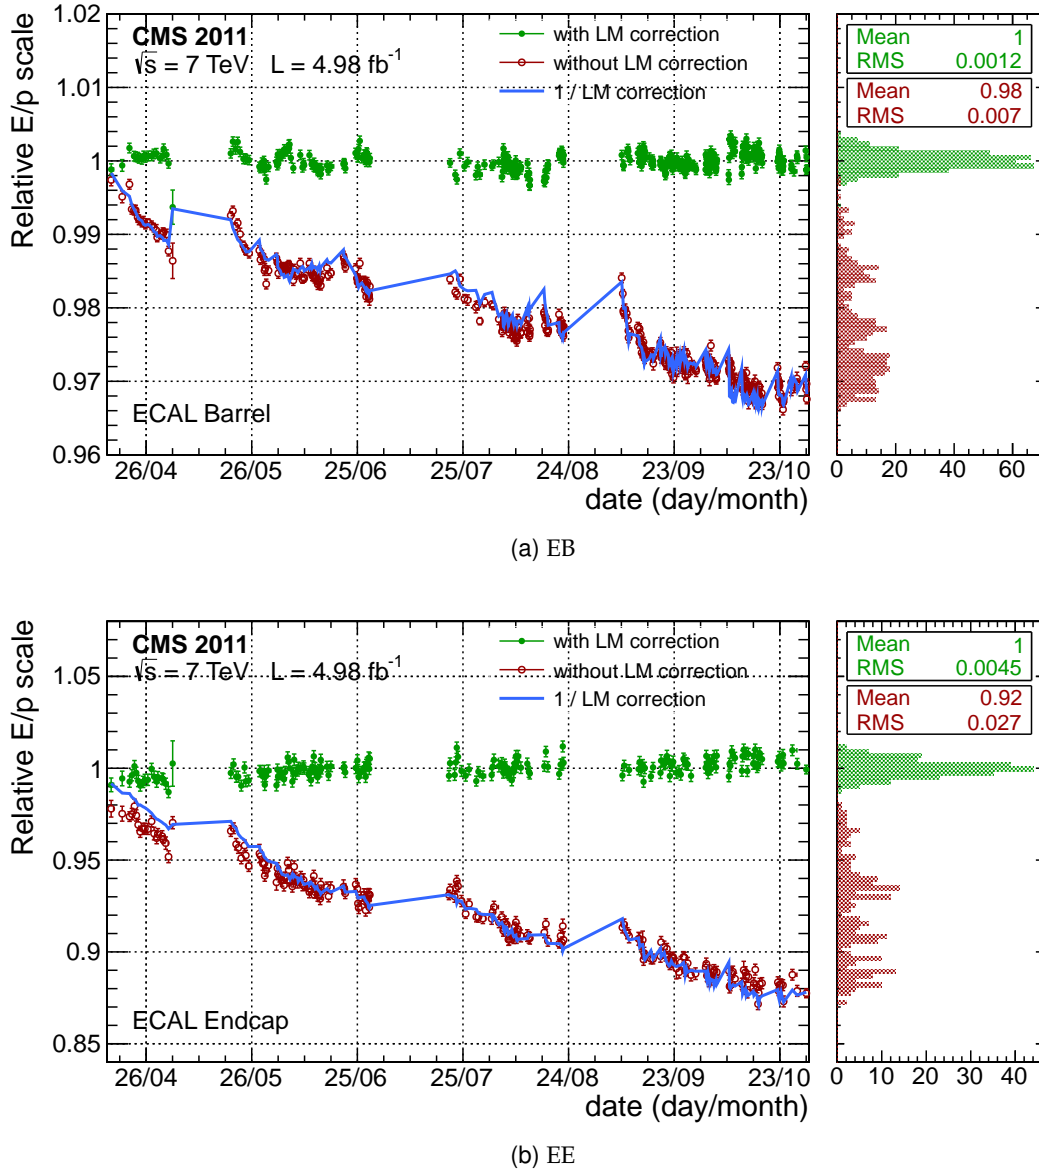 CMS 2011
√s = 7 TeV L = 4.98 fb-1
with LM correction
without LM correction
1 / LM correction
Relative E/p scale
1.02
1.01
1
0.99
0.98
0.97
0.96
ECAL Barrel
26/04 26/05 25/06 25/07 24/08 23/09 23/10
date (day/month)
Mean 1
RMS 0.0012
Mean 0.98
RMS 0.007
0 20 40 60
(a) EB
CMS 2011
√s = 7 TeV L = 4.98 fb-1
with LM correction
without LM correction
1 / LM correction
Relative E/p scale
1.05
1
0.95
0.9
0.85
ECAL Endcap
26/04 26/05 25/06 25/07 24/08 23/09 23/10
date (day/month)
Mean 1
RMS 0.0045
Mean 0.92
RMS 0.027
0 10 20 30 40
(b) EE